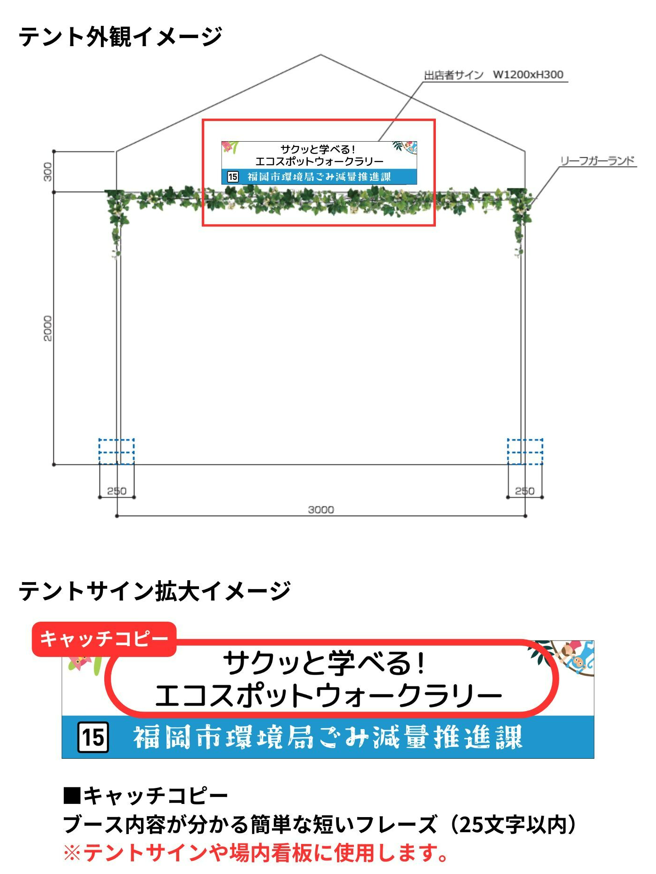 テント外観イメージ
出店者サイン　W1200xH300
サクッと学べる！
エコスポットウォークラリー
15 福岡市環境局ごみ減量推進課
リーフガーランド
300
2000
250
250
3000
テントサイン拡大イメージ
キャッチコピー
サクッと学べる！
エコスポットウォークラリー
15 福岡市環境局ごみ減量推進課
■キャッチコピー
ブース内容が分かる簡単な短いフレーズ（25文字以内）
※テントサインや場内看板に使用します。